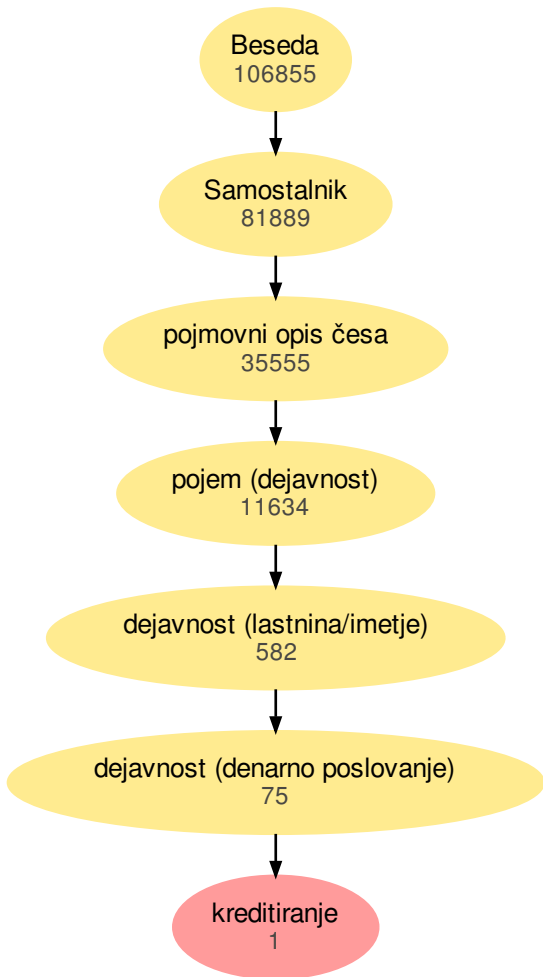 Beseda
106855
Samostalnik
81889
pojmovni opis česa
35555
pojem (dejavnost)
11634
dejavnost (lastnina/imetje)
582
dejavnost (denarno poslovanje)
75
kreditiranje
1